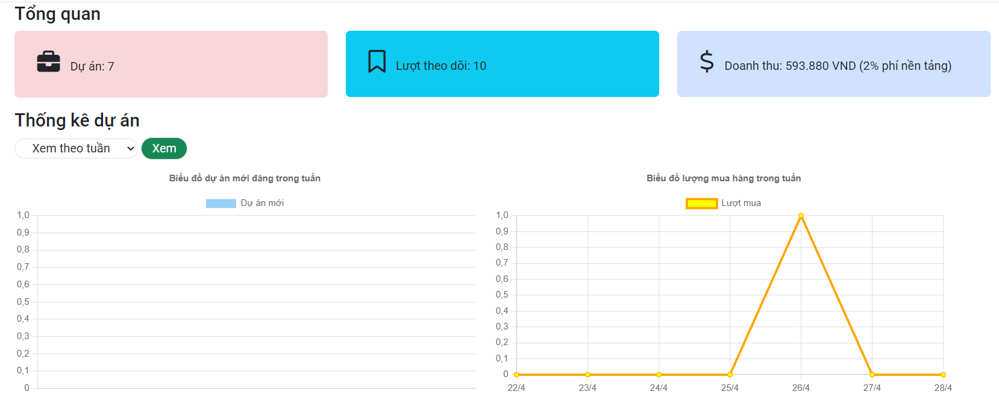 Tổng quan
Dự án: 7
Lượt theo dõi: 10
Doanh thu: 593.880 VND (2% phí nền tảng)
Thống kê dự án
Xem theo tuần
Xem
Biểu đồ dự án mới đăng trong tuần
Dự án mới
1,0
0,9
0,8
0,7
0,6
0,5
0,4
0,3
0,2
0,1
0
Biểu đồ lượng mua hàng trong tuần
Lượt mua
1,0
0,9
0,8
0,7
0,6
0,5
0,4
0,3
0,2
0,1
0
22/4 23/4 24/4 25/4 26/4 27/4 28/4